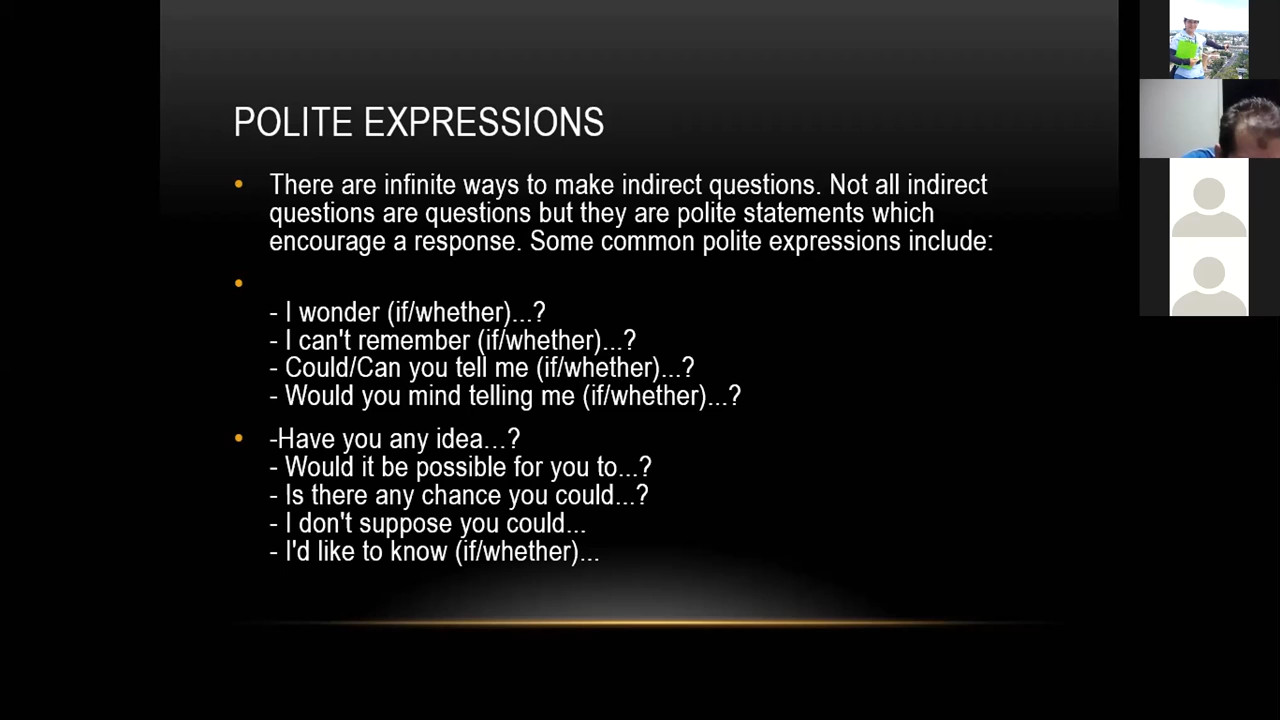 POLITE EXPRESSIONS
• There are infinite ways to make indirect questions. Not all indirect
questions are questions but they are polite statements which
encourage a response. Some common polite expressions include:
•
- I wonder (if/whether)...?
- I can't remember (if/whether)...?
- Could/Can you tell me (if/whether)...?
- Would you mind telling me (if/whether)...?
• -Have you any idea…?
- Would it be possible for you to...?
- Is there any chance you could...?
- I don't suppose you could...
- I'd like to know (if/whether)...